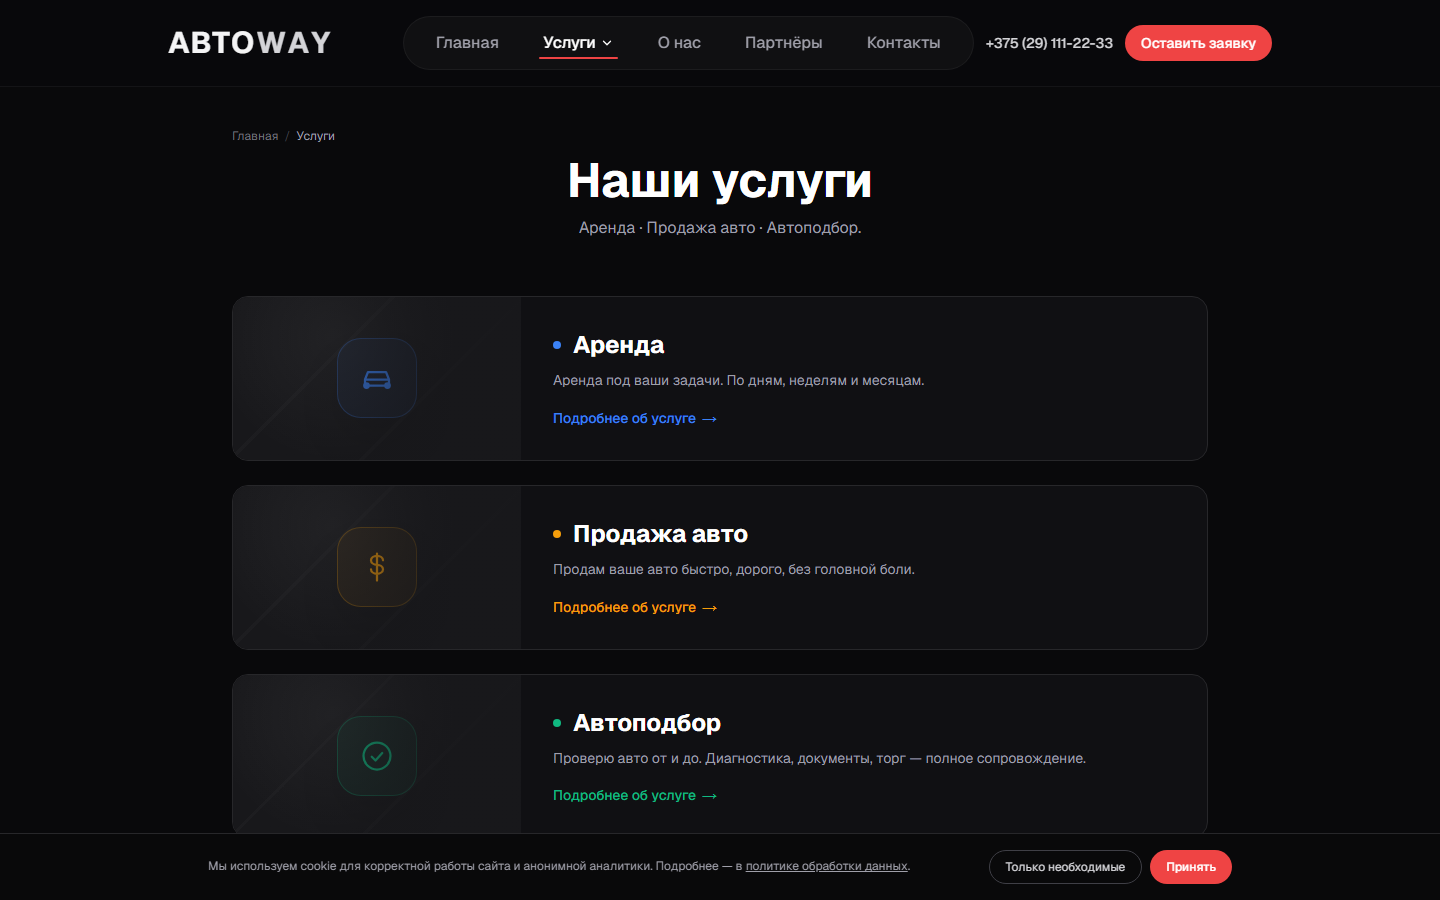 АВТОWAY
Главная
Услуги
О нас
Партнёры
Контакты
+375 (29) 111-22-33
Оставить заявку
Главная / Услуги
Наши услуги
Аренда · Продажа авто · Автоподбор.
Аренда
Аренда под ваши задачи. По дням, неделям и месяцам.
Подробнее об услуге →
$
Продажа авто
Продам ваше авто быстро, дорого, без головной боли.
Подробнее об услуге →
Автоподбор
Проверю авто от и до. Диагностика, документы, торг — полное сопровождение.
Подробнее об услуге →
Мы используем cookie для корректной работы сайта и анонимной аналитики. Подробнее — в политике обработки данных.
Только необходимые
Принять